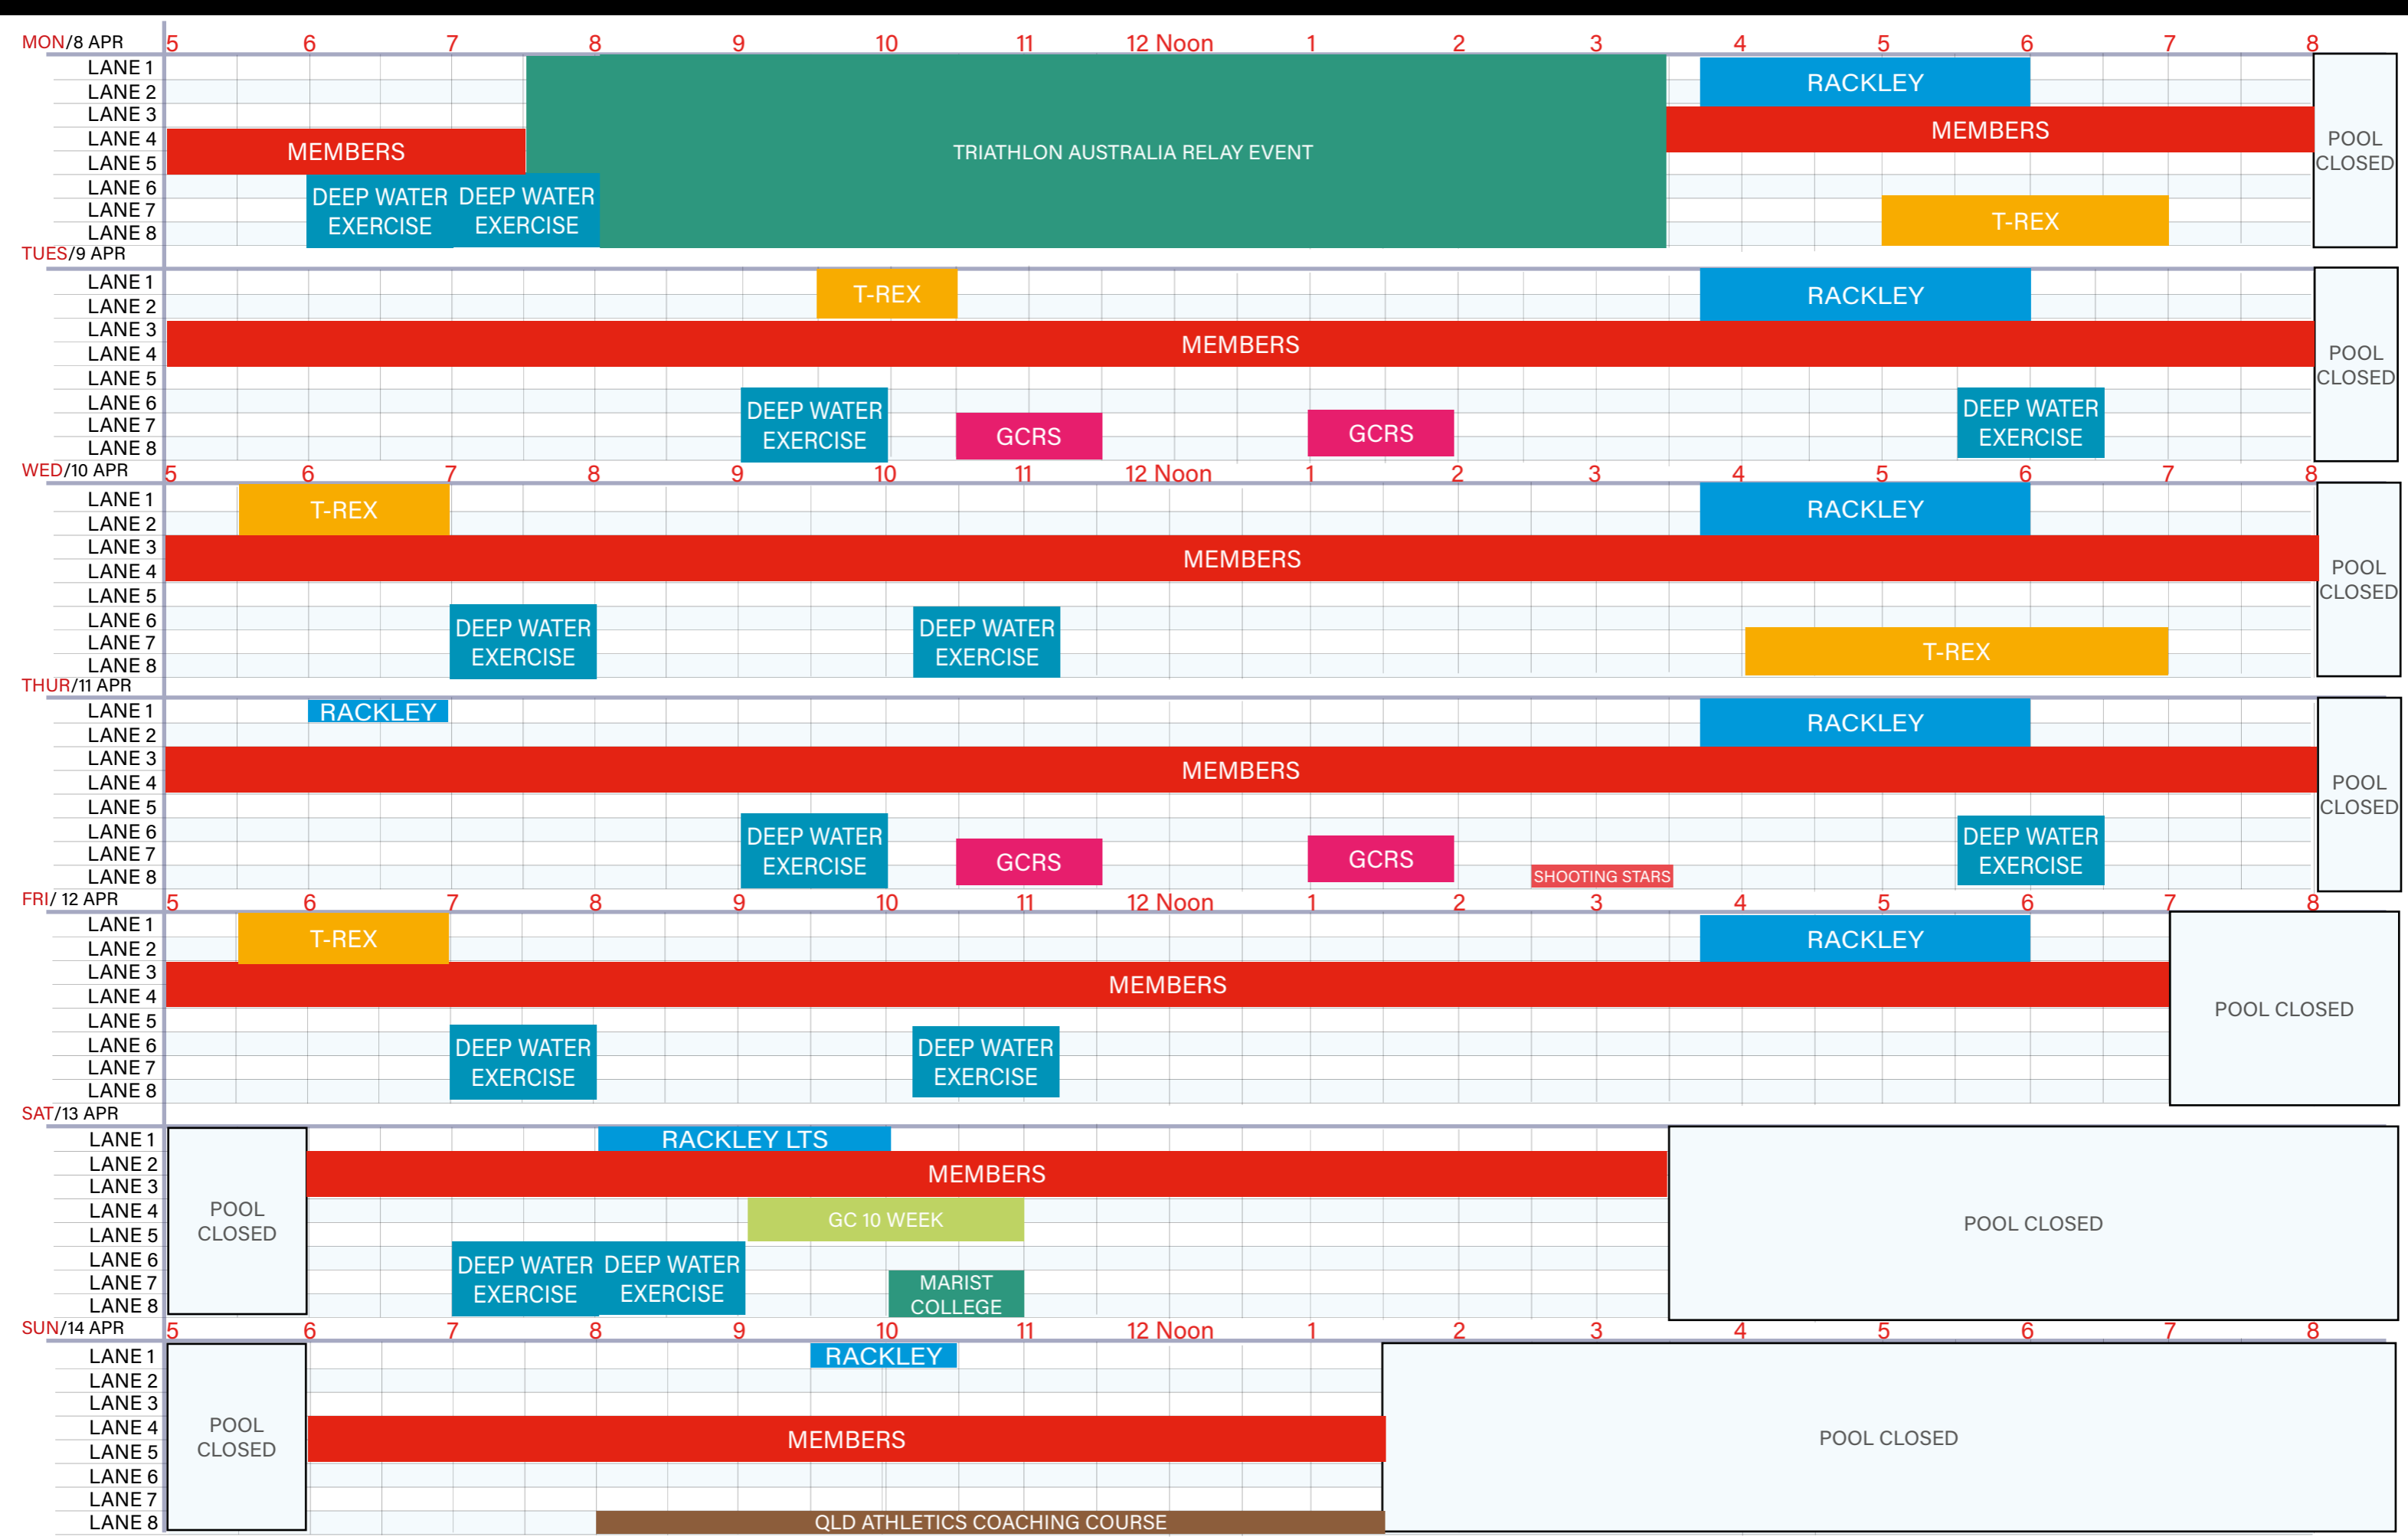 MON/8 APR 5 6 7 8 9 10 11 12 Noon 1 2 3 4 5 6 7 8
LANE 1
LANE 2 RACKLEY
LANE 3
LANE 4 MEMBERS POOL
LANE 5 MEMBERS TRIATHLON AUSTRALIA RELAY EVENT CLOSED
LANE 6 DEEP WATER DEEP WATER
LANE 7 EXERCISE EXERCISE T-REX
LANE 8
TUES/9 APR
LANE 1 T-REX RACKLEY
LANE 2
LANE 3 MEMBERS
LANE 4 POOL
LANE 5 CLOSED
LANE 6 DEEP WATER DEEP WATER
LANE 7 EXERCISE GCRS GCRS EXERCISE
LANE 8
WED/10 APR 5 6 7 8 9 10 11 12 Noon 1 2 3 4 5 6 7 8
LANE 1 T-REX RACKLEY
LANE 2
LANE 3 MEMBERS
LANE 4 POOL
LANE 5 CLOSED
LANE 6 DEEP WATER DEEP WATER
LANE 7 EXERCISE EXERCISE T-REX
LANE 8
THUR/11 APR
LANE 1 RACKLEY RACKLEY
LANE 2
LANE 3 MEMBERS
LANE 4 POOL
LANE 5 CLOSED
LANE 6 DEEP WATER DEEP WATER
LANE 7 EXERCISE GCRS GCRS EXERCISE
LANE 8 SHOOTING STARS
FRI/ 12 APR 5 6 7 8 9 10 11 12 Noon 1 2 3 4 5 6 7 8
LANE 1 T-REX RACKLEY
LANE 2
LANE 3 MEMBERS
LANE 4 POOL CLOSED
LANE 5
LANE 6 DEEP WATER DEEP WATER
LANE 7 EXERCISE EXERCISE
LANE 8
SAT/13 APR
LANE 1 RACKLEY LTS
LANE 2 MEMBERS
LANE 3
LANE 4 POOL GC 10 WEEK POOL CLOSED
LANE 5 CLOSED
LANE 6 DEEP WATER DEEP WATER
LANE 7 EXERCISE EXERCISE MARIST
LANE 8 COLLEGE
SUN/14 APR 5 6 7 8 9 10 11 12 Noon 1 2 3 4 5 6 7 8
LANE 1 RACKLEY
LANE 2
LANE 3
LANE 4 POOL MEMBERS POOL CLOSED
LANE 5 CLOSED
LANE 6
LANE 7
LANE 8 QLD ATHLETICS COACHING COURSE